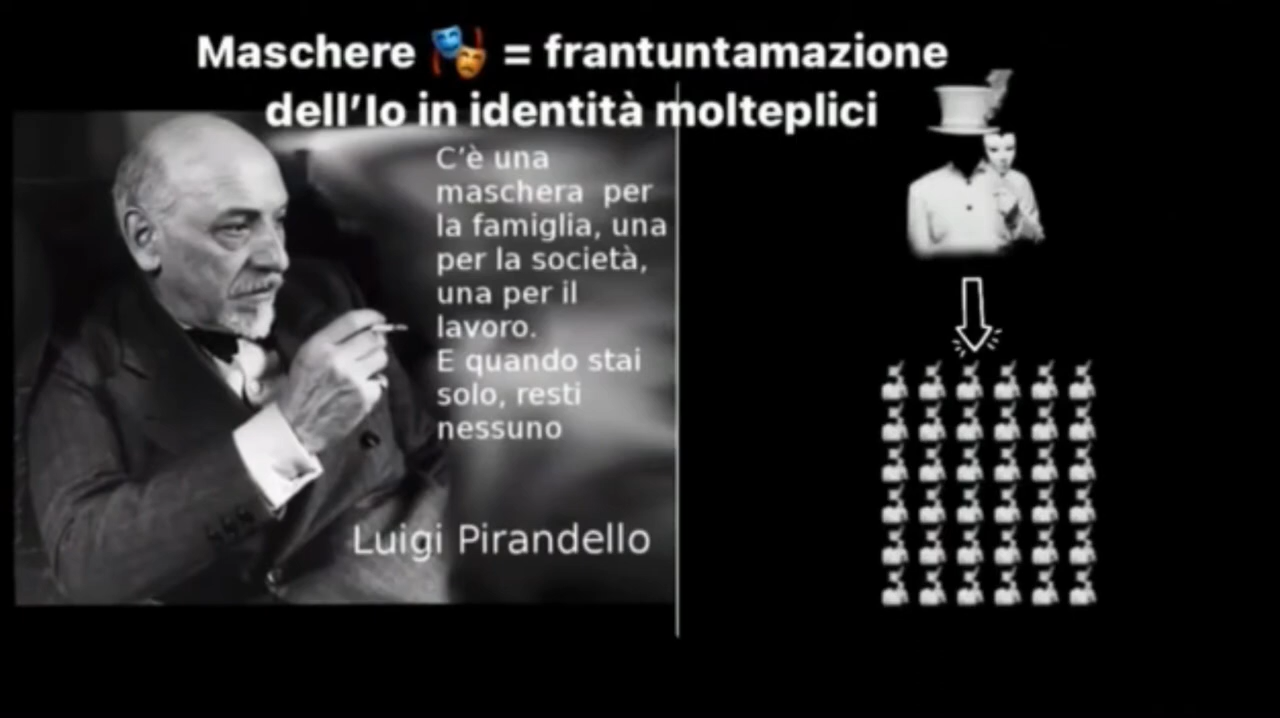 Maschere 🎭 = frantuntamazione
dell'Io in identità molteplici
C'è una
maschera per
la famiglia, una
per la società,
una per il
lavoro.
E quando stai
solo, resti
nessuno
Luigi Pirandello